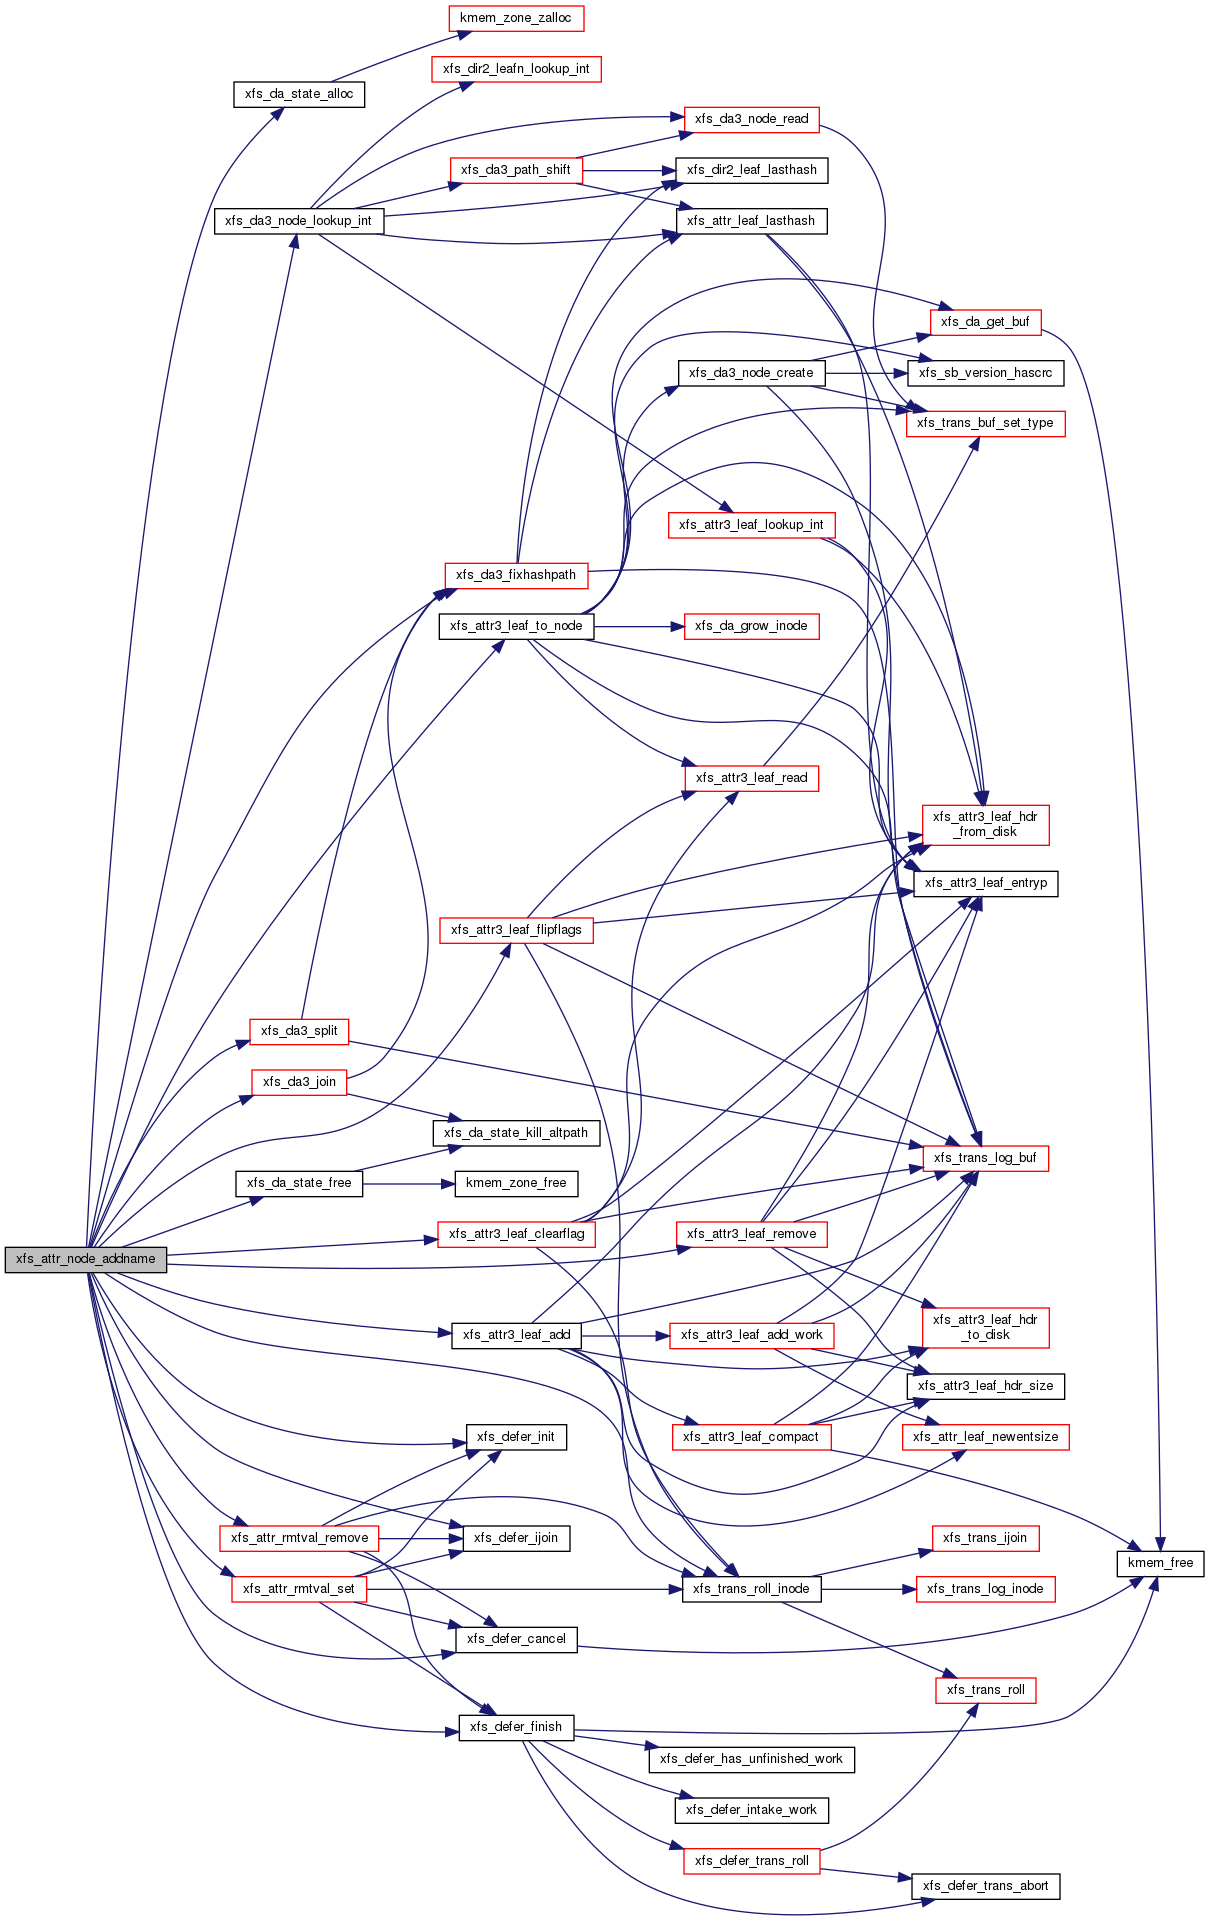 kmem_zone_zalloc
xfs_dir2_leafn_lookup_int
xfs_da_state_alloc
xfs_da3_node_read
xfs_da3_path_shift
xfs_dir2_leaf_lasthash
xfs_da3_node_lookup_int
xfs_attr_leaf_lasthash
xfs_da_get_buf
xfs_da3_node_create
xfs_sb_version_hascrc
xfs_trans_buf_set_type
xfs_attr3_leaf_lookup_int
xfs_da3_fixhashpath
xfs_attr3_leaf_to_node
xfs_da_grow_inode
xfs_attr3_leaf_read
xfs_attr3_leaf_hdr
_from_disk
xfs_attr3_leaf_entryp
xfs_attr3_leaf_flipflags
xfs_da3_split
xfs_da3_join
xfs_da_state_kill_altpath
xfs_trans_log_buf
xfs_da_state_free
kmem_zone_free
xfs_attr3_leaf_clearflag
xfs_attr3_leaf_remove
xfs_attr_node_addname
xfs_attr3_leaf_add
xfs_attr3_leaf_add_work
xfs_attr3_leaf_hdr
_to_disk
xfs_attr3_leaf_hdr_size
xfs_defer_init
xfs_attr3_leaf_compact
xfs_attr_leaf_newentsize
xfs_attr_rmtval_remove
xfs_defer_ijoin
xfs_trans_ijoin
kmem_free
xfs_attr_rmtval_set
xfs_trans_roll_inode
xfs_trans_log_inode
xfs_defer_cancel
xfs_trans_roll
xfs_defer_finish
xfs_defer_has_unfinished_work
xfs_defer_intake_work
xfs_defer_trans_roll
xfs_defer_trans_abort